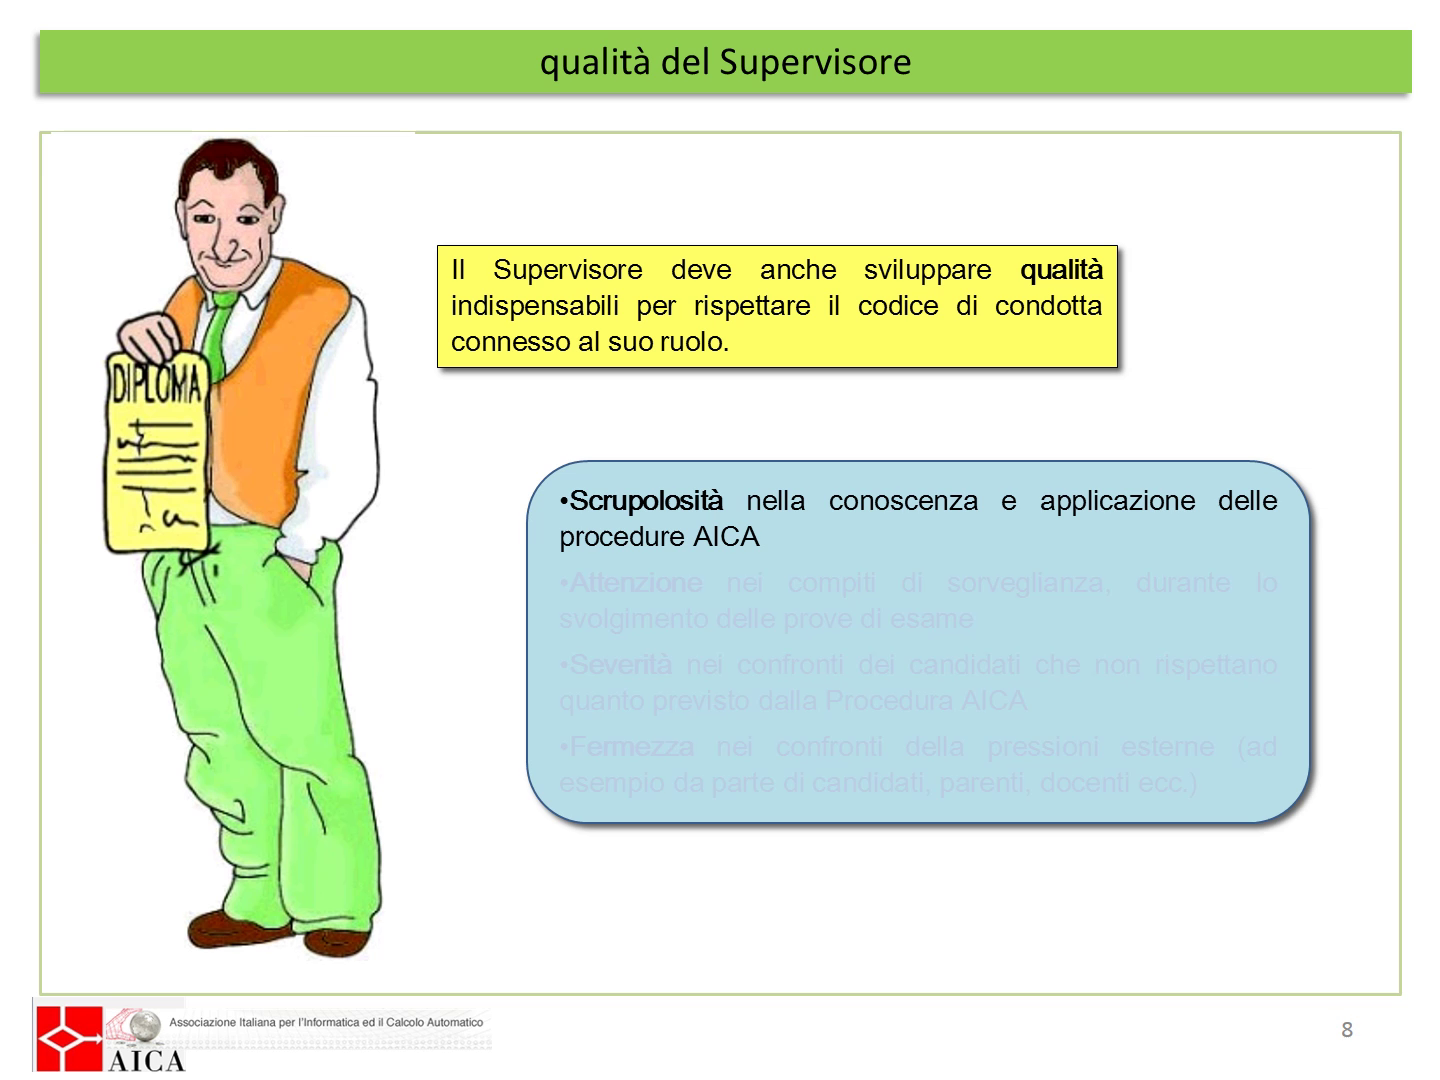 qualità del Supervisore
Il Supervisore deve anche sviluppare qualità
indispensabili per rispettare il codice di condotta
connesso al suo ruolo.
DIPLOMA
•Scrupolosità nella conoscenza e applicazione delle
procedure AICA
•Attenzione nei compiti di sorveglianza, durante lo
svolgimento delle prove di esame
•Severità nei confronti dei candidati che non rispettano
quanto previsto dalla Procedura AICA
•Fermezza nei confronti della pressioni esterne (ad
esempio da parte di candidati, parenti, docenti ecc.)
Associazione Italiana per l'Informatica ed il Calcolo Automatico
AICA
8